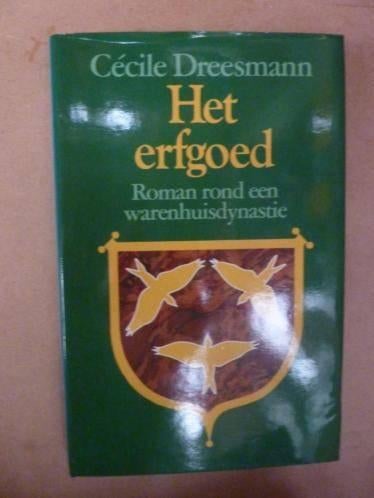 Cécile Dreesmann
Het
erfgoed
Roman rond een
warenhuisdynastie